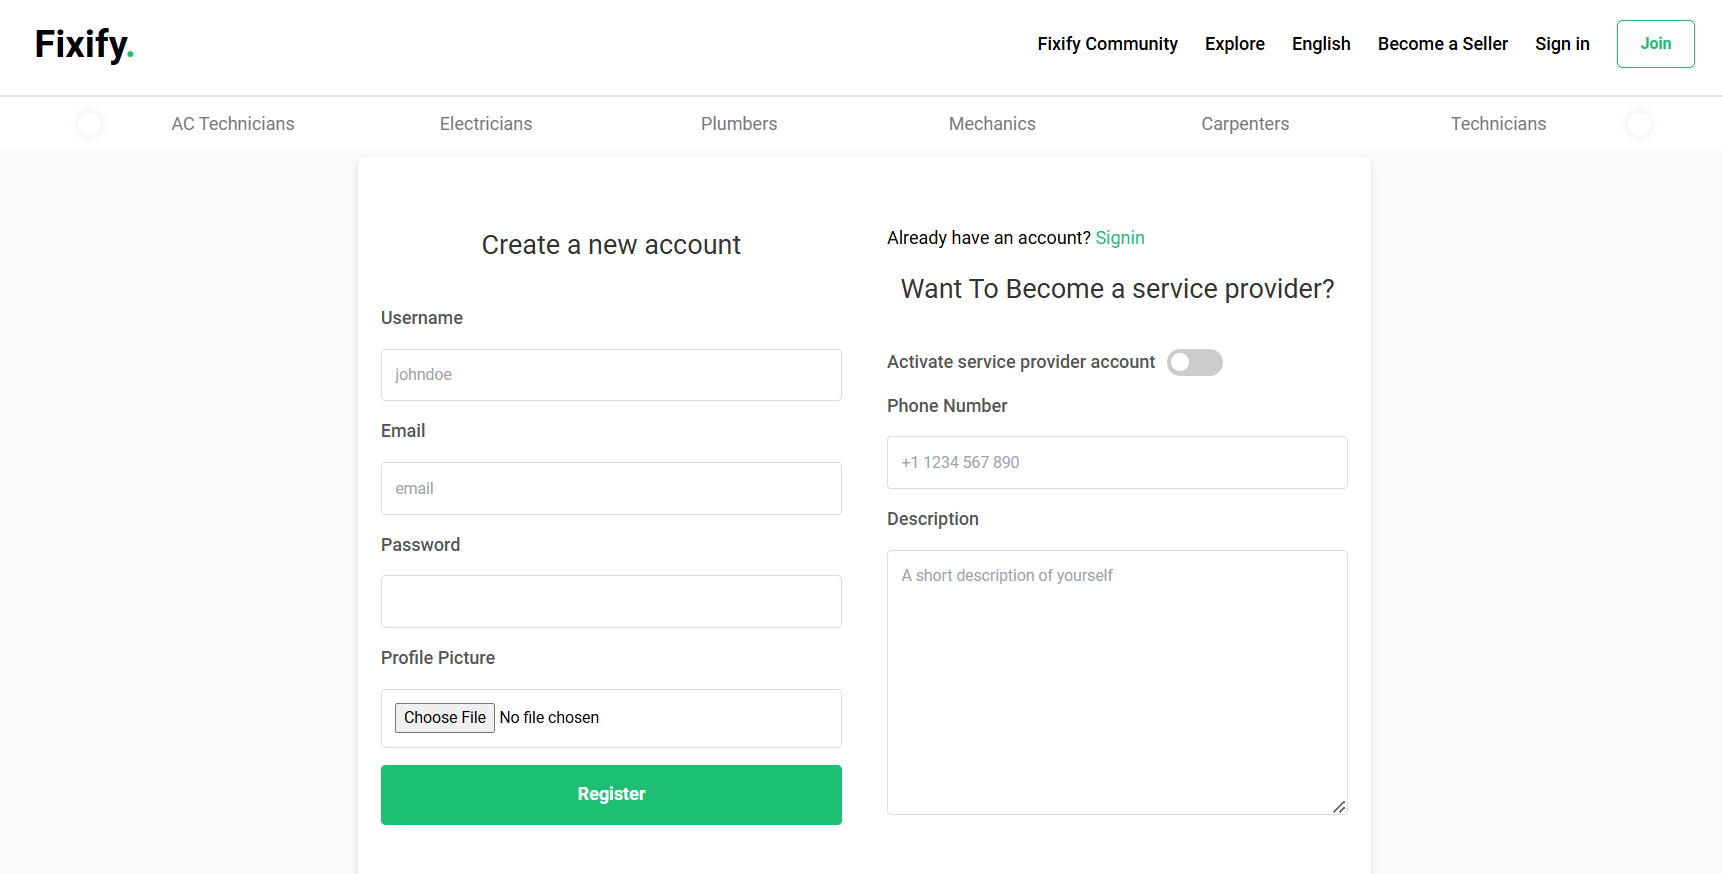 Fixify.
Fixify Community Explore English Become a Seller Sign in Join
AC Technicians Electricians Plumbers Mechanics Carpenters Technicians
Create a new account
Username
johndoe
Email
email
Password
Profile Picture
Choose File No file chosen
Register
Already have an account? Signin
Want To Become a service provider?
Activate service provider account
Phone Number
+1 1234 567 890
Description
A short description of yourself